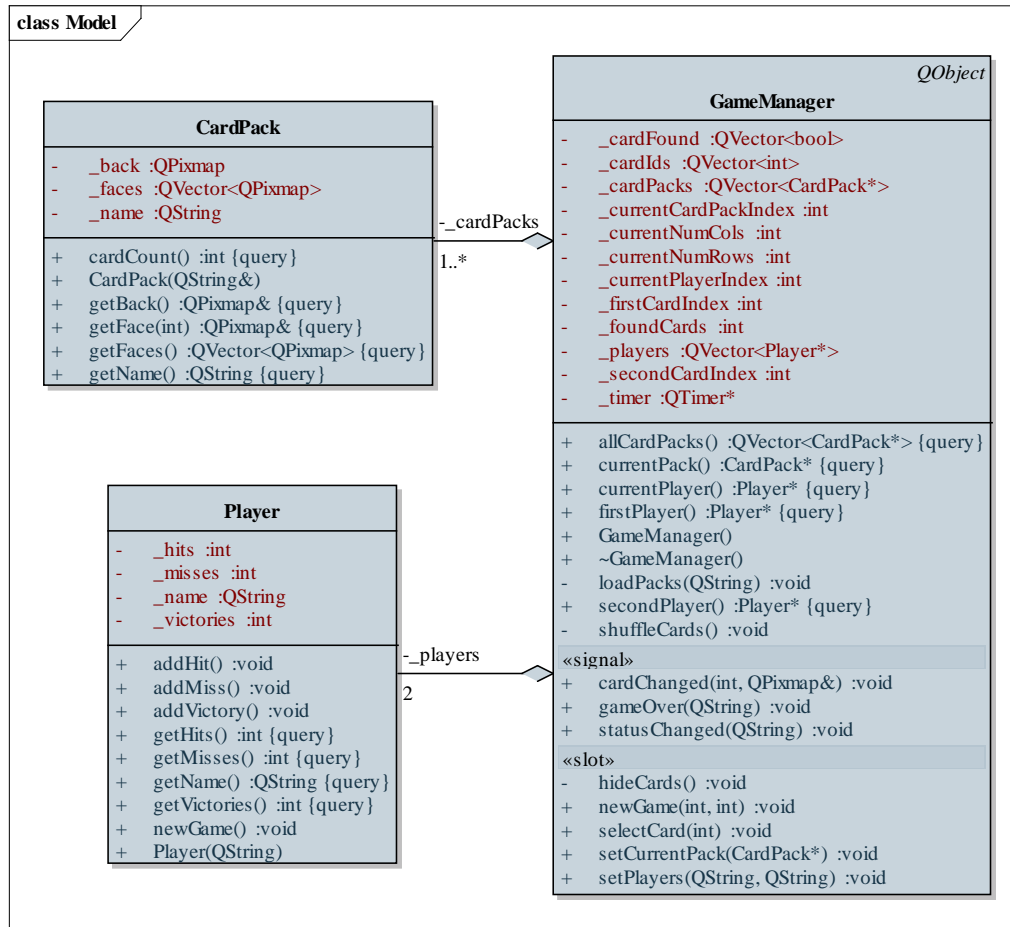 class Model
CardPack
- _back :QPixmap
- _faces :QVector<QPixmap>
- _name :QString
+ cardCount() :int {query}
+ CardPack(QString&)
+ getBack() :QPixmap& {query}
+ getFace(int) :QPixmap& {query}
+ getFaces() :QVector<QPixmap> {query}
+ getName() :QString {query}
-_cardPacks
1..*
QObject
GameManager
- _cardFound :QVector<bool>
- _cardIds :QVector<int>
- _cardPacks :QVector<CardPack*>
- _currentCardPackIndex :int
- _currentNumCols :int
- _currentNumRows :int
- _currentPlayerIndex :int
- _firstCardIndex :int
- _foundCards :int
- _players :QVector<Player*>
- _secondCardIndex :int
- _timer :QTimer*
+ allCardPacks() :QVector<CardPack*> {query}
+ currentPack() :CardPack* {query}
+ currentPlayer() :Player* {query}
+ firstPlayer() :Player* {query}
+ GameManager()
+ ~GameManager()
- loadPacks(QString) :void
+ secondPlayer() :Player* {query}
- shuffleCards() :void
«signal»
+ cardChanged(int, QPixmap&) :void
+ gameOver(QString) :void
+ statusChanged(QString) :void
«slot»
- hideCards() :void
+ newGame(int, int) :void
+ selectCard(int) :void
+ setCurrentPack(CardPack*) :void
+ setPlayers(QString, QString) :void
Player
- _hits :int
- _misses :int
- _name :QString
- _victories :int
+ addHit() :void
+ addMiss() :void
+ addVictory() :void
+ getHits() :int {query}
+ getMisses() :int {query}
+ getName() :QString {query}
+ getVictories() :int {query}
+ newGame() :void
+ Player(QString)
-_players
2